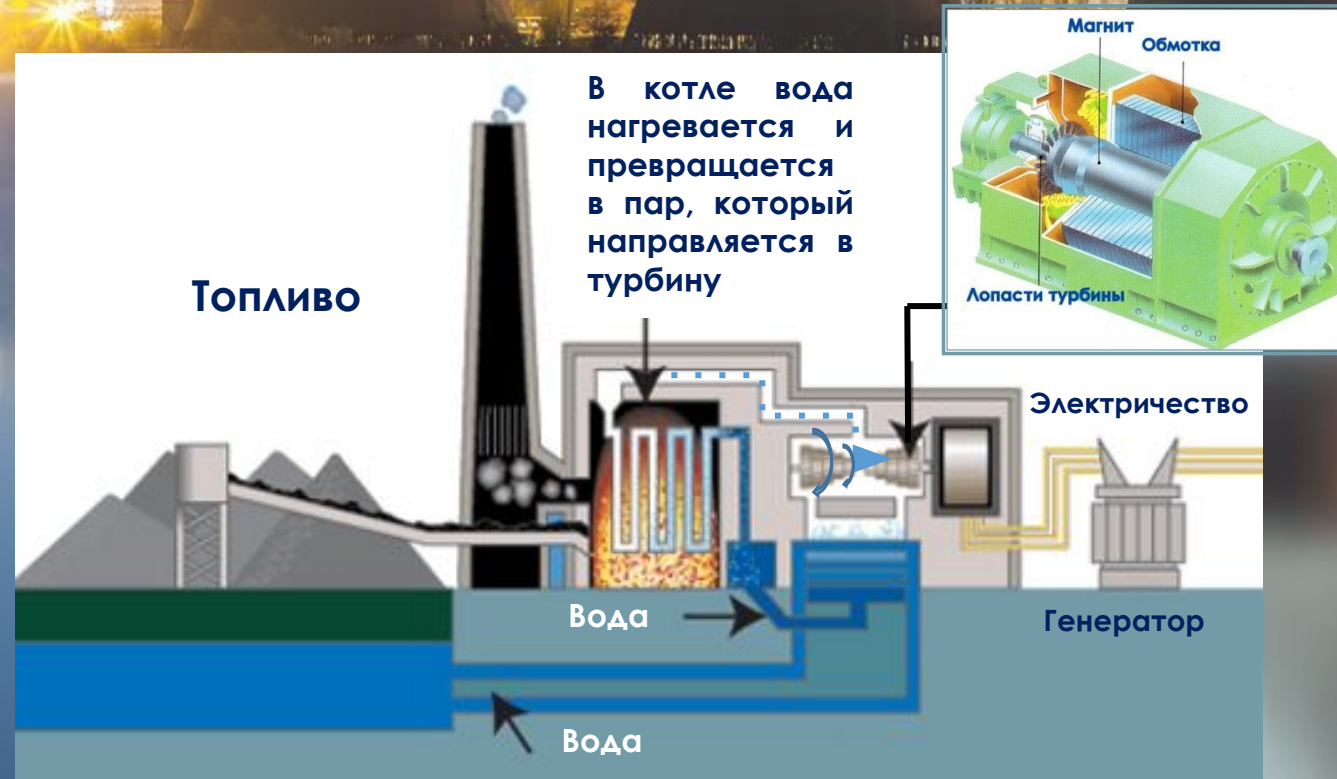 Магнит
Обмотка
В котле вода
нагревается и
превращается
в пар, который
направляется в
турбину
Топливо
Лопасти турбины
Электричество
Вода
Генератор
Вода